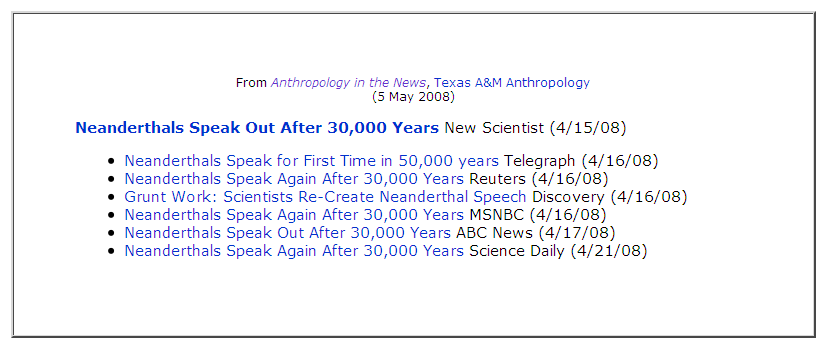 From Anthropology in the News, Texas A&M Anthropology
(5 May 2008)
Neanderthals Speak Out After 30,000 Years New Scientist (4/15/08)
• Neanderthals Speak for First Time in 50,000 years Telegraph (4/16/08)
• Neanderthals Speak Again After 30,000 Years Reuters (4/16/08)
• Grunt Work: Scientists Re-Create Neanderthal Speech Discovery (4/16/08)
• Neanderthals Speak Again After 30,000 Years MSNBC (4/16/08)
• Neanderthals Speak Out After 30,000 Years ABC News (4/17/08)
• Neanderthals Speak Again After 30,000 Years Science Daily (4/21/08)